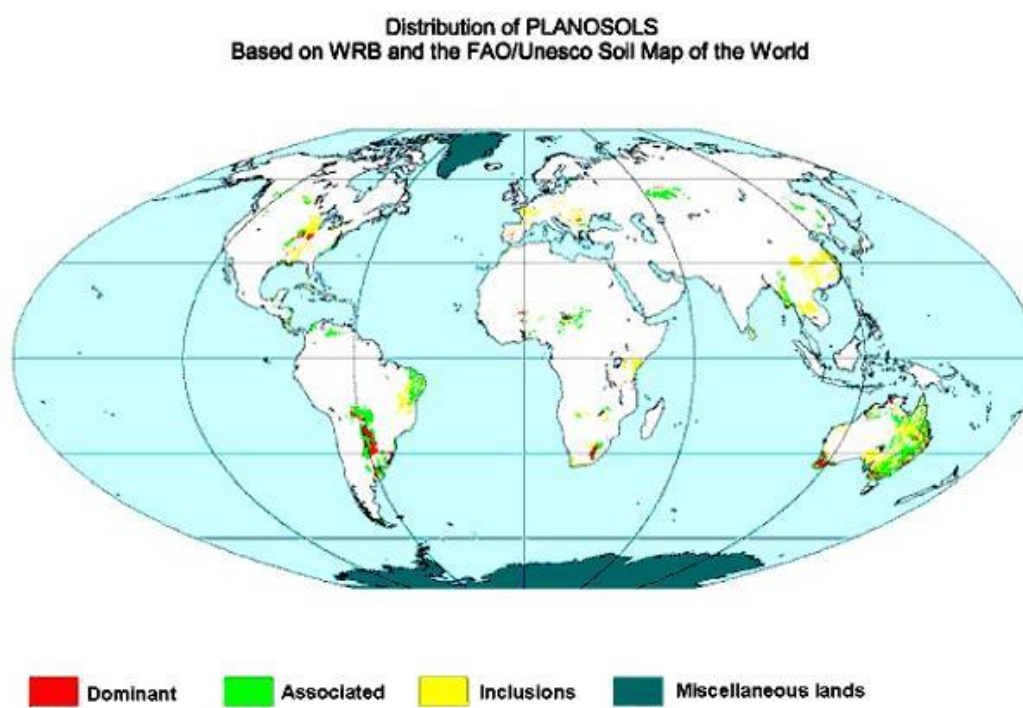 Distribution of PLANOSOLS
Based on WRB and the FAO/Unesco Soil Map of the World
Dominant
Associated
Inclusions
Miscellaneous lands